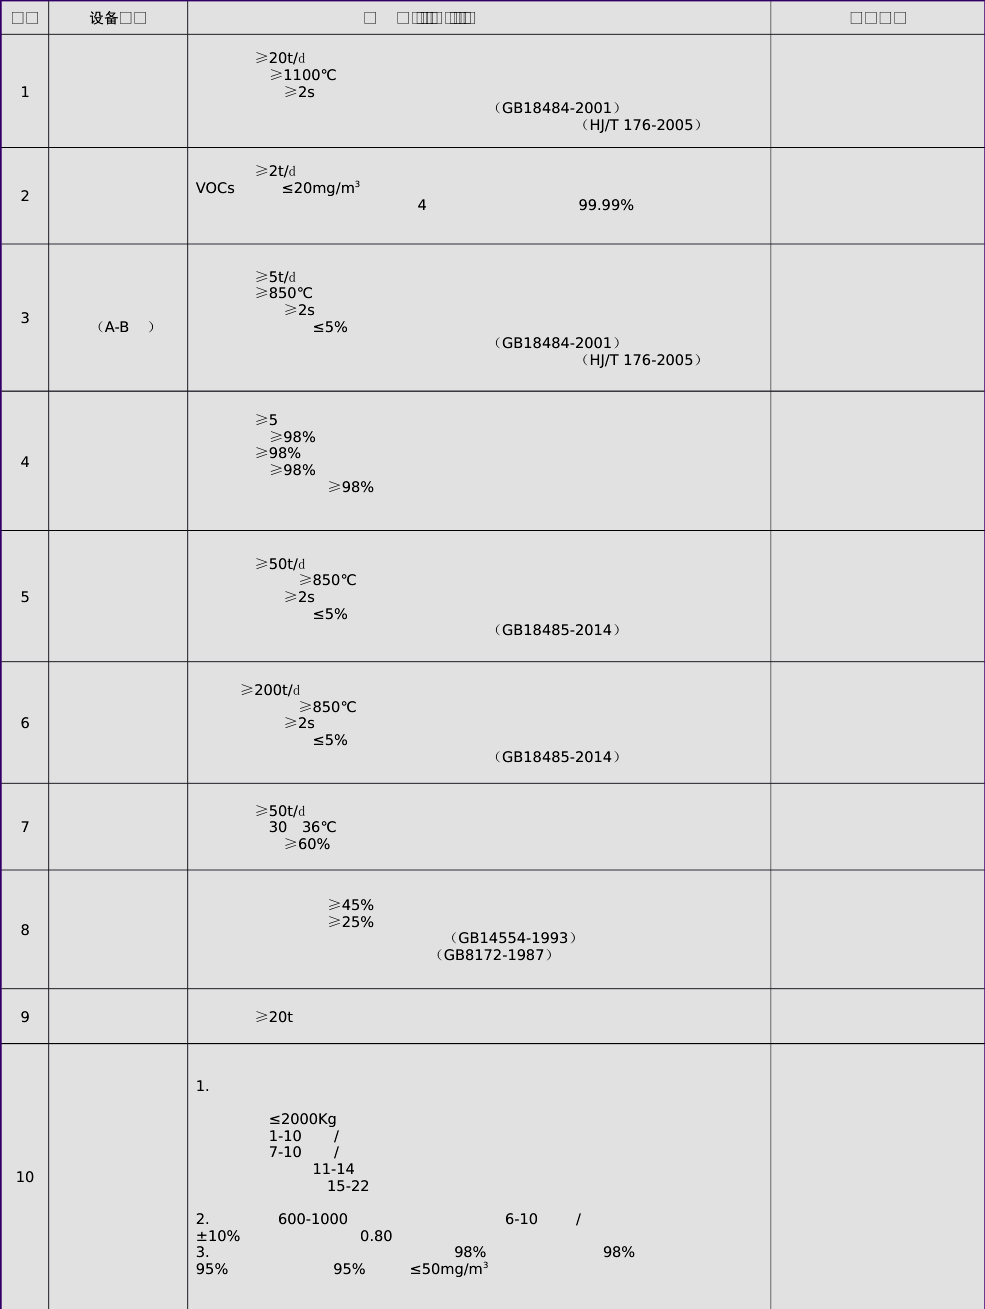 设备
1
≥20t/d
≥1100℃
≥2s
（GB18484-2001）
（HJ/T 176-2005）
2
≥2t/d
VOCs ≤20mg/m³
4 99.99%
3
（A-B ）
≥5t/d
≥850℃
≥2s
≤5%
（GB18484-2001）
（HJ/T 176-2005）
4
≥5
≥98%
≥98%
≥98%
≥98%
5
≥50t/d
≥850℃
≥2s
≤5%
（GB18485-2014）
6
≥200t/d
≥850℃
≥2s
≤5%
（GB18485-2014）
7
≥50t/d
30 36℃
≥60%
8
≥45%
≥25%
（GB14554-1993）
（GB8172-1987）
9
≥20t
10
1.
≤2000Kg
1-10 /
7-10 /
11-14
15-22
2. 600-1000 6-10 /
±10% 0.80
3. 98% 98%
95% 95% ≤50mg/m³